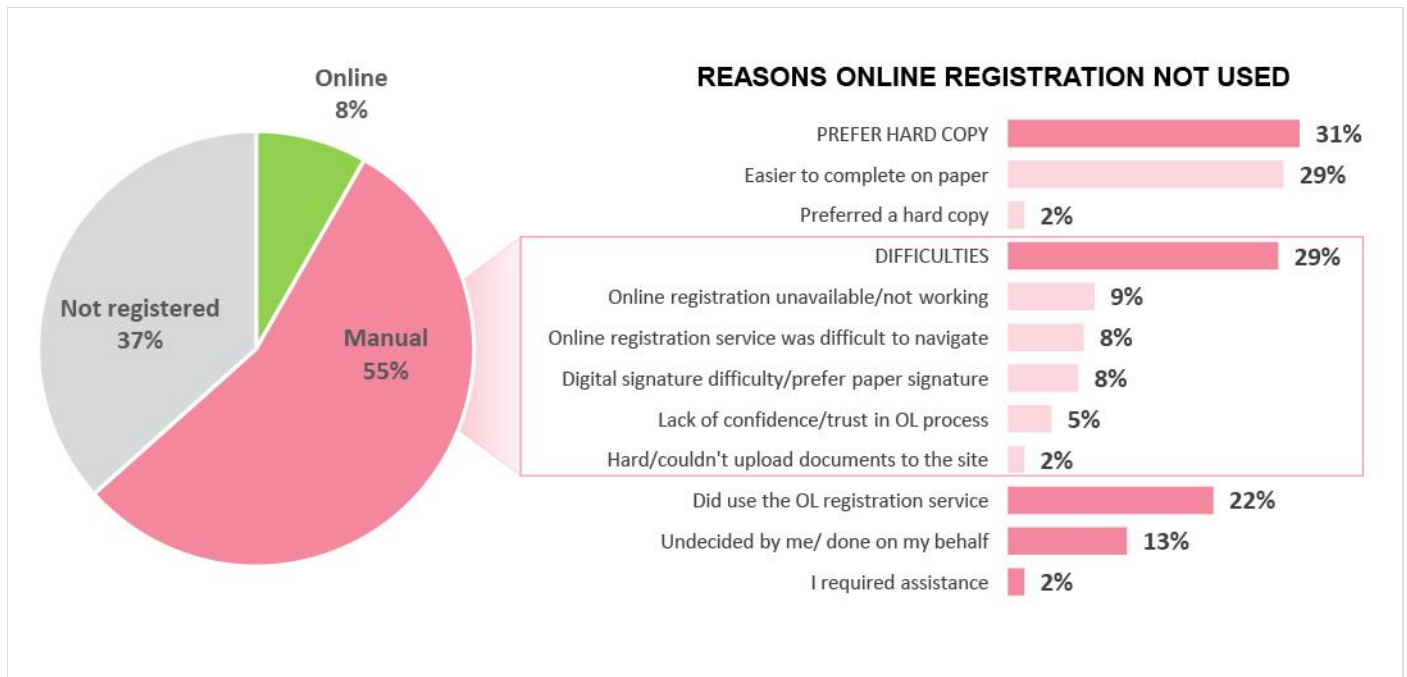 Online
8%
Not registered
37%
Manual
55%
REASONS ONLINE REGISTRATION NOT USED
PREFER HARD COPY 31%
Easier to complete on paper 29%
Preferred a hard copy 2%
DIFFICULTIES 29%
Online registration unavailable/not working 9%
Online registration service was difficult to navigate 8%
Digital signature difficulty/prefer paper signature 8%
Lack of confidence/trust in OL process 5%
Hard/couldn't upload documents to the site 2%
Did use the OL registration service 22%
Undecided by me/ done on my behalf 13%
I required assistance 2%